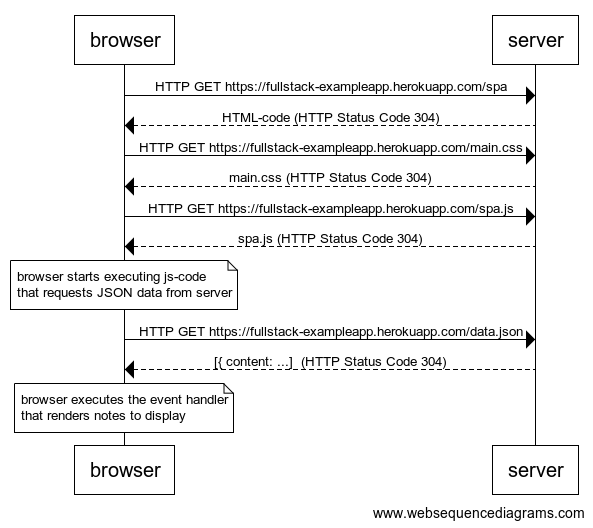 browser
server
HTTP GET https://fullstack-exampleapp.herokuapp.com/spa
HTML-code (HTTP Status Code 304)
HTTP GET https://fullstack-exampleapp.herokuapp.com/main.css
main.css (HTTP Status Code 304)
HTTP GET https://fullstack-exampleapp.herokuapp.com/spa.js
spa.js (HTTP Status Code 304)
browser starts executing js-code
that requests JSON data from server
HTTP GET https://fullstack-exampleapp.herokuapp.com/data.json
[{ content: ...]  (HTTP Status Code 304)
browser executes the event handler
that renders notes to display
browser
server
www.websequencediagrams.com